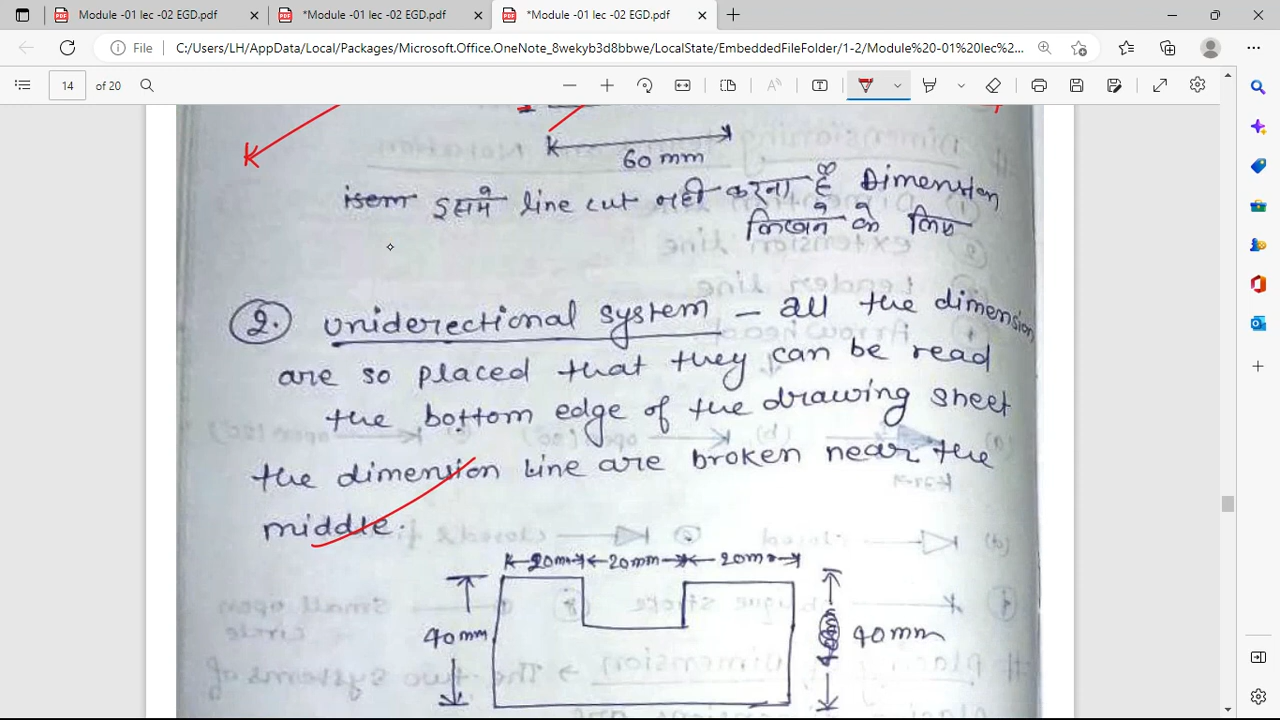 Module -01 lec -02 EGD.pdf
*Module -01 lec -02 EGD.pdf
*Module -01 lec -02 EGD.pdf
File
C:/Users/LH/AppData/Local/Packages/Microsoft.Office.OneNote_8wekyb3d8bbwe/LocalState/EmbeddedFileFolder/1-2/Module%20-01%20lec%2...
14 of 20
60 mm
इसमे line cut नही करना है Dimension
लिखने के लिए
2. uniderectional system - all the dimension
are so placed that they can be read
the bottom edge of the drawing sheet
the dimension line are broken near the
middle.
20mm 20mm 20mm
40mm 40mm